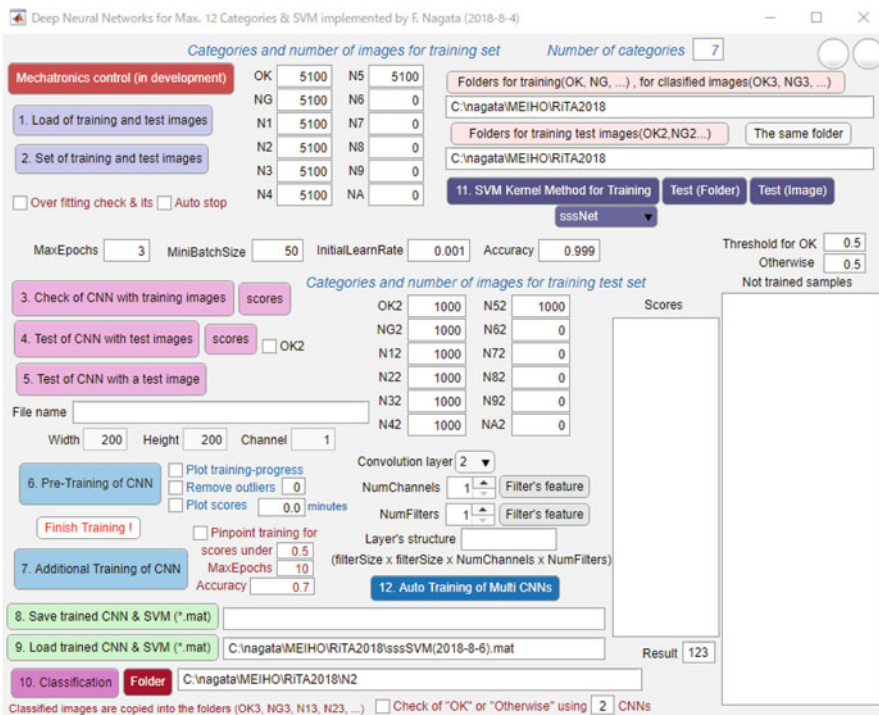 Deep Neural Networks for Max. 12 Categories & SVM implemented by F. Nagata (2018-8-4)
Categories and number of images for training set Number of categories 7
Mechatronics control (in development)
OK 5100 N5 5100
NG 5100 N6 0
N1 5100 N7 0
N2 5100 N8 0
N3 5100 N9 0
N4 5100 NA 0
Folders for training(OK, NG, ...) , for cllasified images(OK3, NG3, ...)
C:\nagata\MEIHO\RiTA2018
1. Load of training and test images
Folders for training test images(OK2,NG2...) The same folder
C:\nagata\MEIHO\RiTA2018
2. Set of training and test images
11. SVM Kernel Method for Training Test (Folder) Test (Image)
sssNet
Over fitting check & its Auto stop
MaxEpochs 3 MiniBatchSize 50 InitialLearnRate 0.001 Accuracy 0.999
Threshold for OK 0.5
Otherwise 0.5
Not trained samples
Categories and number of images for training test set
3. Check of CNN with training images scores
4. Test of CNN with test images scores OK2
5. Test of CNN with a test image
OK2 1000 N52 1000
NG2 1000 N62 0
N12 1000 N72 0
N22 1000 N82 0
N32 1000 N92 0
N42 1000 NA2 0
Scores
File name
Width 200 Height 200 Channel 1
6. Pre-Training of CNN
Plot training-progress
Remove outliers 0
Plot scores 0.0 minutes
Convolution layer 2
NumChannels 1 Filter's feature
NumFilters 1 Filter's feature
Layer's structure
(filterSize x filterSize x NumChannels x NumFilters)
Finish Training !
Pinpoint training for
scores under 0.5
MaxEpochs 10
Accuracy 0.7
7. Additional Training of CNN
12. Auto Training of Multi CNNs
8. Save trained CNN & SVM (*.mat)
9. Load trained CNN & SVM (*.mat) C:\nagata\MEIHO\RiTA2018\sssSVM(2018-8-6).mat
Result 123
10. Classification Folder C:\nagata\MEIHO\RiTA2018\N2
Classified images are copied into the folders (OK3, NG3, N13, N23, ...) Check of "OK" or "Otherwise" using 2 CNNs